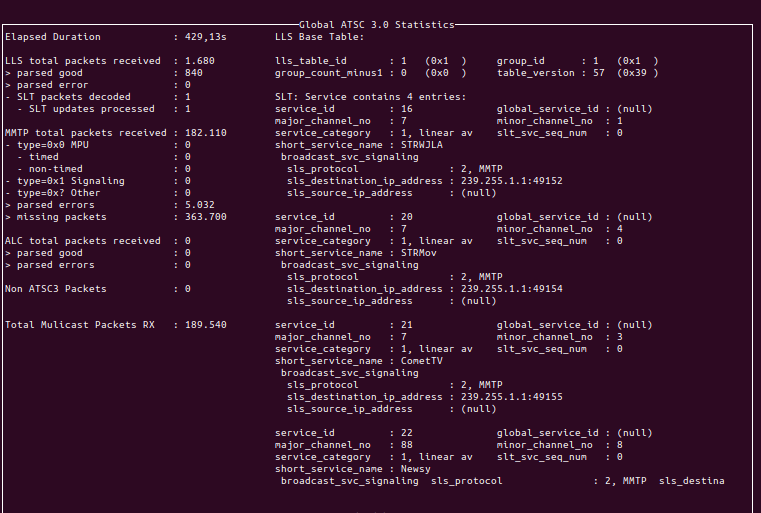 Global ATSC 3.0 Statistics
Elapsed Duration : 429,13s
LLS total packets received : 1.680
> parsed good : 840
> parsed error : 0
- SLT packets decoded : 1
- SLT updates processed : 1
MMTP total packets received : 182.110
- type=0x0 MPU : 0
- timed : 0
- non-timed : 0
- type=0x1 Signaling : 0
- type=0x? Other : 0
> parsed errors : 5.032
> missing packets : 363.700
ALC total packets received : 0
> parsed good : 0
> parsed errors : 0
Non ATSC3 Packets : 0
Total Mulicast Packets RX : 189.540
LLS Base Table:
lls_table_id : 1 (0x1 ) group_id : 1 (0x1 )
group_count_minus1 : 0 (0x0 ) table_version : 57 (0x39 )
SLT: Service contains 4 entries:
service_id : 16 global_service_id : (null)
major_channel_no : 7 minor_channel_no : 1
service_category : 1, linear av slt_svc_seq_num : 0
short_service_name : STRWJLA
broadcast_svc_signaling
sls_protocol : 2, MMTP
sls_destination_ip_address : 239.255.1.1:49152
sls_source_ip_address : (null)
service_id : 20 global_service_id : (null)
major_channel_no : 7 minor_channel_no : 4
service_category : 1, linear av slt_svc_seq_num : 0
short_service_name : STRMov
broadcast_svc_signaling
sls_protocol : 2, MMTP
sls_destination_ip_address : 239.255.1.1:49154
sls_source_ip_address : (null)
service_id : 21 global_service_id : (null)
major_channel_no : 7 minor_channel_no : 3
service_category : 1, linear av slt_svc_seq_num : 0
short_service_name : CometTV
broadcast_svc_signaling
sls_protocol : 2, MMTP
sls_destination_ip_address : 239.255.1.1:49155
sls_source_ip_address : (null)
service_id : 22 global_service_id : (null)
major_channel_no : 88 minor_channel_no : 8
service_category : 1, linear av slt_svc_seq_num : 0
short_service_name : Newsy
broadcast_svc_signaling sls_protocol : 2, MMTP sls_destina